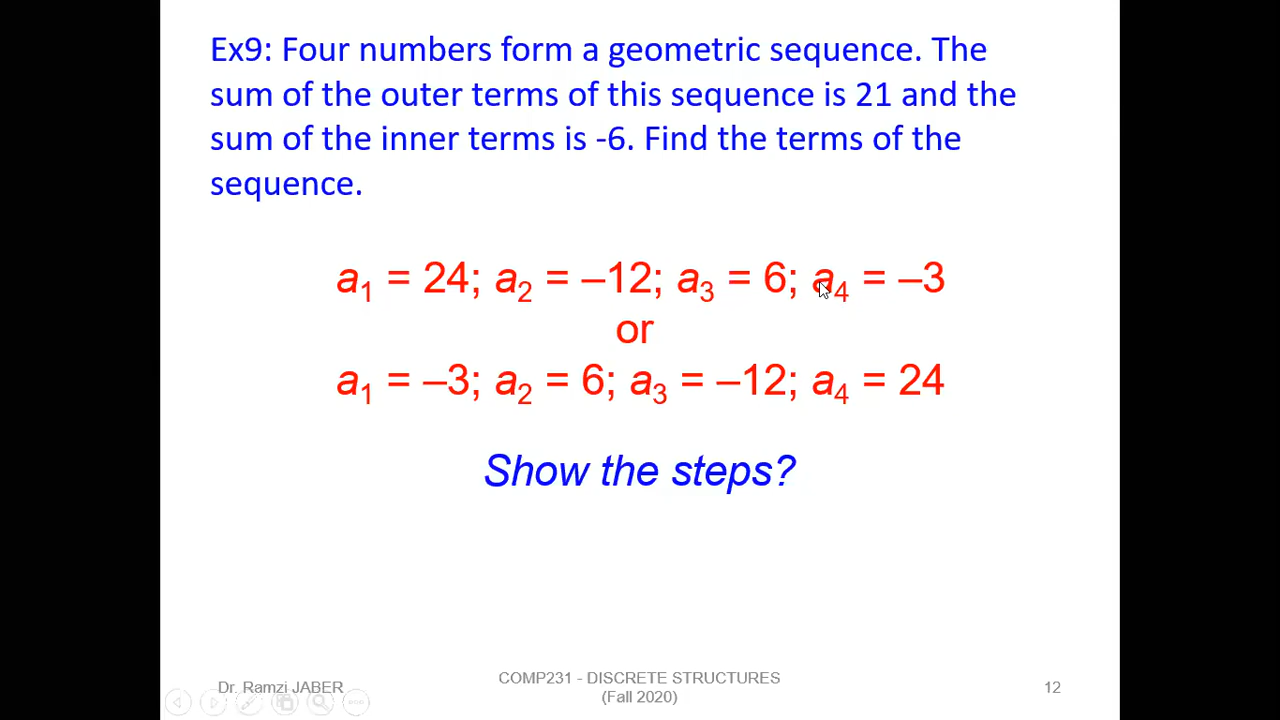 Ex9: Four numbers form a geometric sequence. The
sum of the outer terms of this sequence is 21 and the
sum of the inner terms is -6. Find the terms of the
sequence.
a₁ = 24; a₂ = –12; a₃ = 6; a₄ = –3
or
a₁ = –3; a₂ = 6; a₃ = –12; a₄ = 24
Show the steps?
Dr. Ramzi JABER
COMP231 - DISCRETE STRUCTURES
(Fall 2020)
12